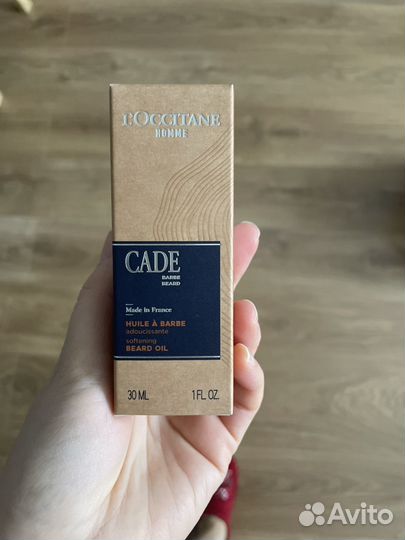 L'OCCITANE
HOMME
CADE
BARBE
BEARD
Made in France
HUILE À BARBE
adoucissante
softening
BEARD OIL
30 ML 1 FL OZ.
Avito